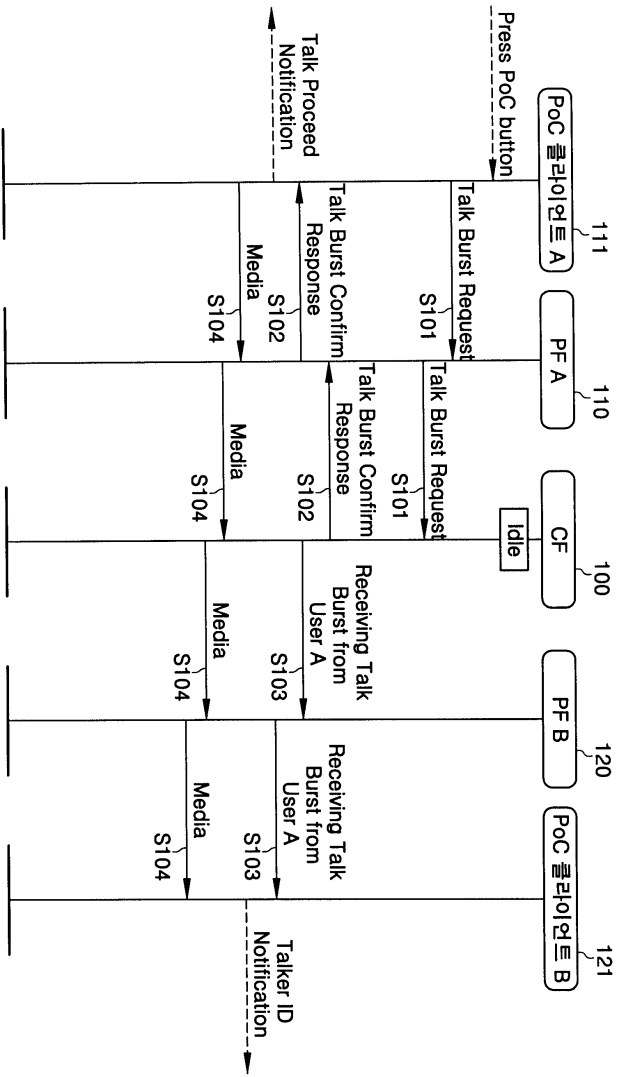 111
110
100
120
121
PoC 클라이언트 A
PF A
CF
PF B
PoC 클라이언트 B
Press PoC button
Idle
Talk Burst Request
S101
Talk Burst Request
S101
Talk Burst Confirm
Response
S102
Talk Burst Confirm
Response
S102
Receiving Talk
Burst from
User A
S103
Receiving Talk
Burst from
User A
S103
Talk Proceed
Notification
Talker ID
Notification
Media
S104
Media
S104
Media
S104
Media
S104